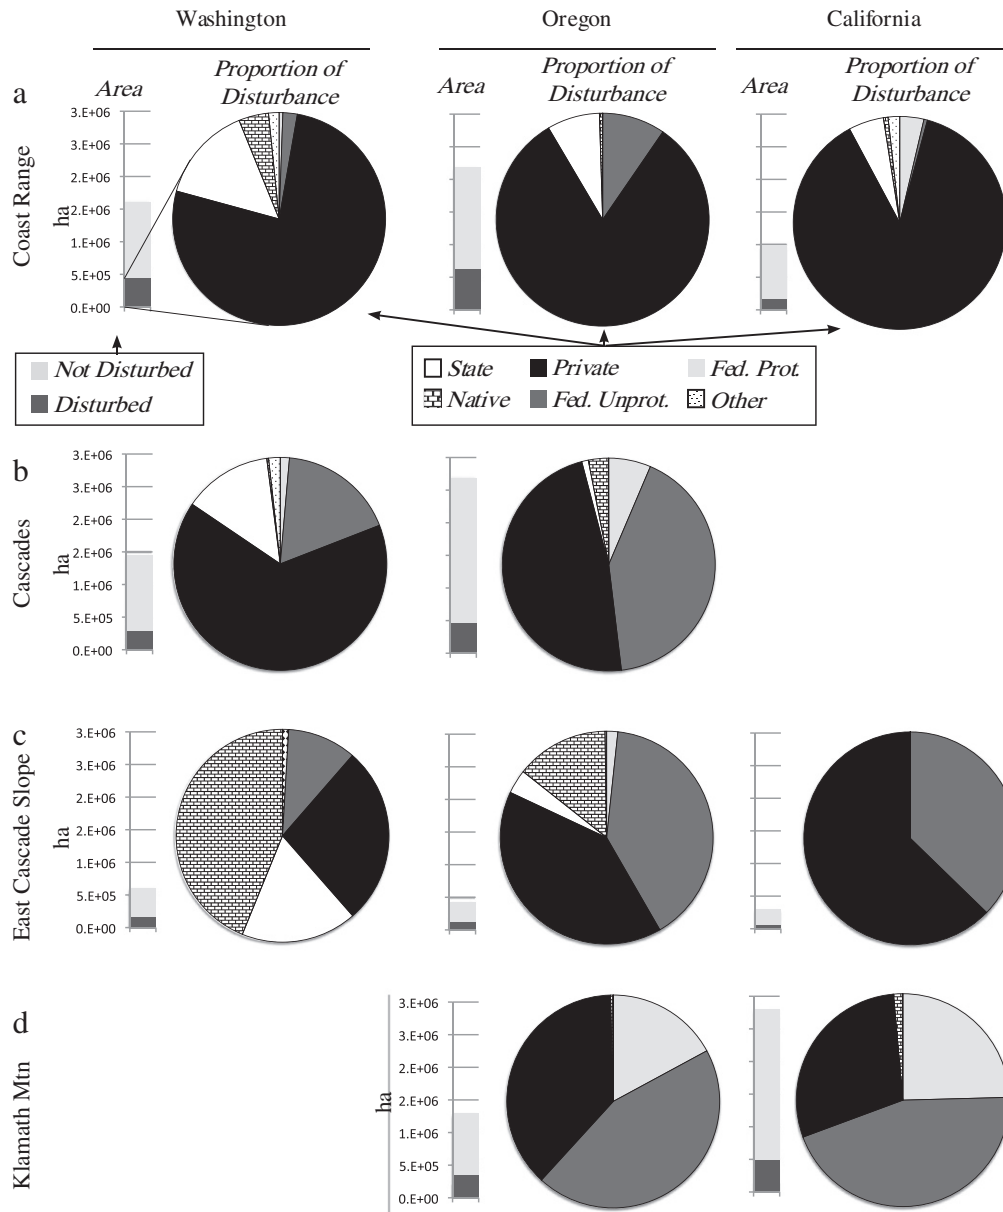 Washington
Oregon
California
a
Area
Proportion of
Disturbance
Area
Proportion of
Disturbance
Area
Proportion of
Disturbance
Coast Range
ha
3.E+06
3.E+06
2.E+06
2.E+06
1.E+06
5.E+05
0.E+00
Not Disturbed
Disturbed
State
Private
Fed. Prot.
Native
Fed. Unprot.
Other
b
Cascades
ha
3.E+06
3.E+06
2.E+06
2.E+06
1.E+06
5.E+05
0.E+00
c
East Cascade Slope
ha
3.E+06
3.E+06
2.E+06
2.E+06
1.E+06
5.E+05
0.E+00
d
Klamath Mtn
ha
3.E+06
3.E+06
2.E+06
2.E+06
1.E+06
5.E+05
0.E+00